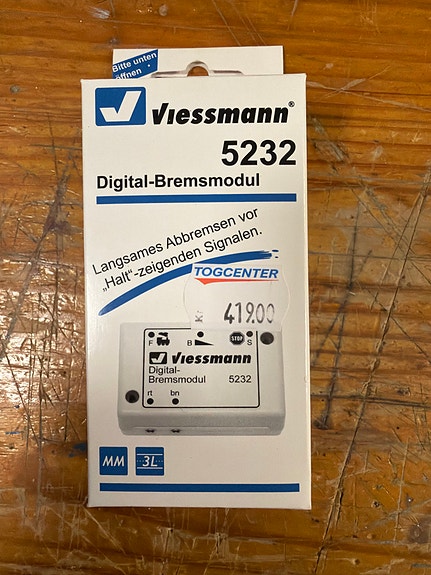 Bitte unten
öffnen
Viessmann®
5232
Digital-Bremsmodul
Langsames Abbremsen vor
„Halt"-zeigenden Signalen.
TOGCENTER
Kr 419.00
F B STOP S
Viessmann
Digital-
Bremsmodul 5232
rt bn
MM 3L